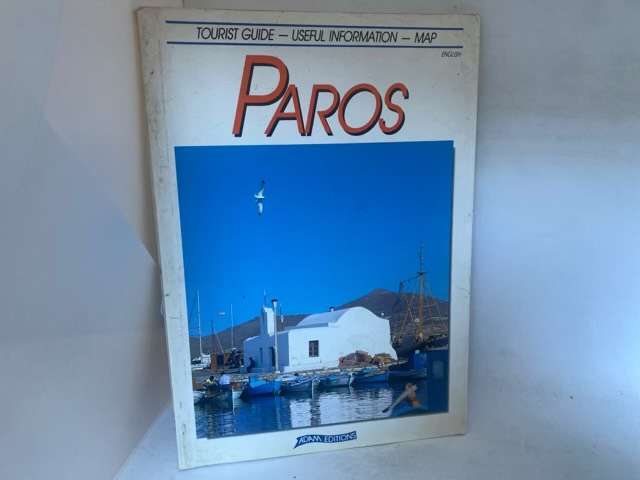 TOURIST GUIDE — USEFUL INFORMATION — MAP
ENGLISH
PAROS
ADAM EDITIONS